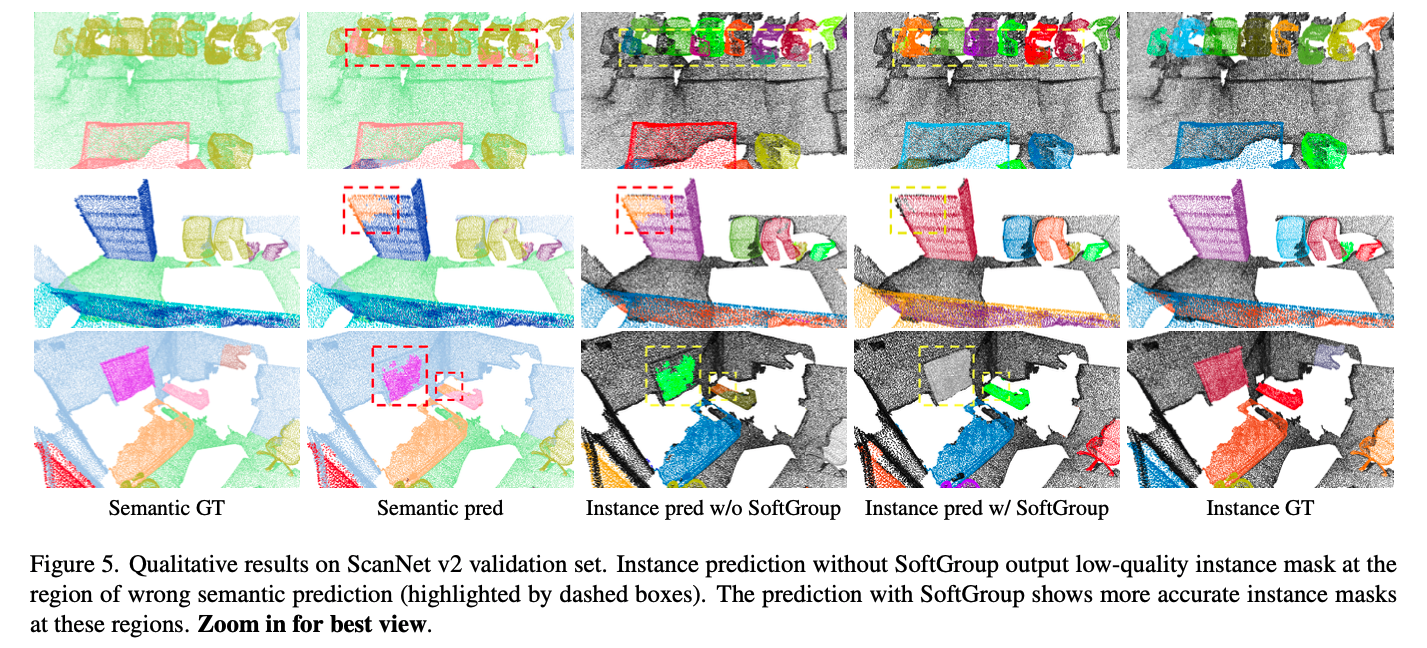 Semantic GT
Semantic pred
Instance pred w/o SoftGroup
Instance pred w/ SoftGroup
Instance GT
Figure 5. Qualitative results on ScanNet v2 validation set. Instance prediction without SoftGroup output low-quality instance mask at the
region of wrong semantic prediction (highlighted by dashed boxes). The prediction with SoftGroup shows more accurate instance masks
at these regions. Zoom in for best view.